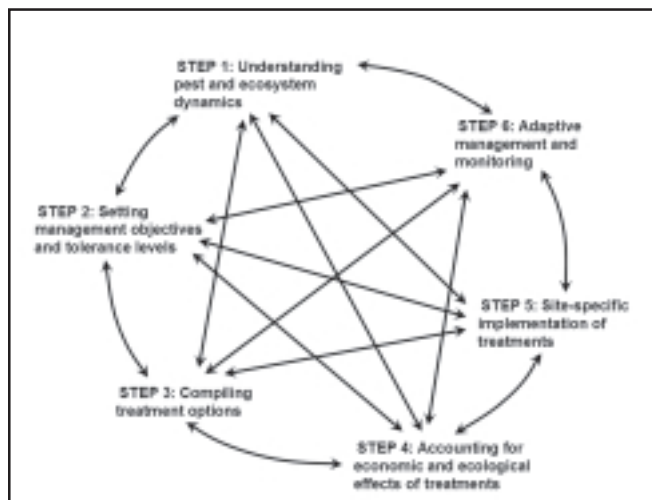 STEP 1: Understanding
pest and ecosystem
dynamics
STEP 6: Adaptive
management and
monitoring
STEP 2: Setting
management objectives
and tolerance levels
STEP 5: Site-specific
implementation of
treatments
STEP 3: Compiling
treatment options
STEP 4: Accounting for
economic and ecological
effects of treatments